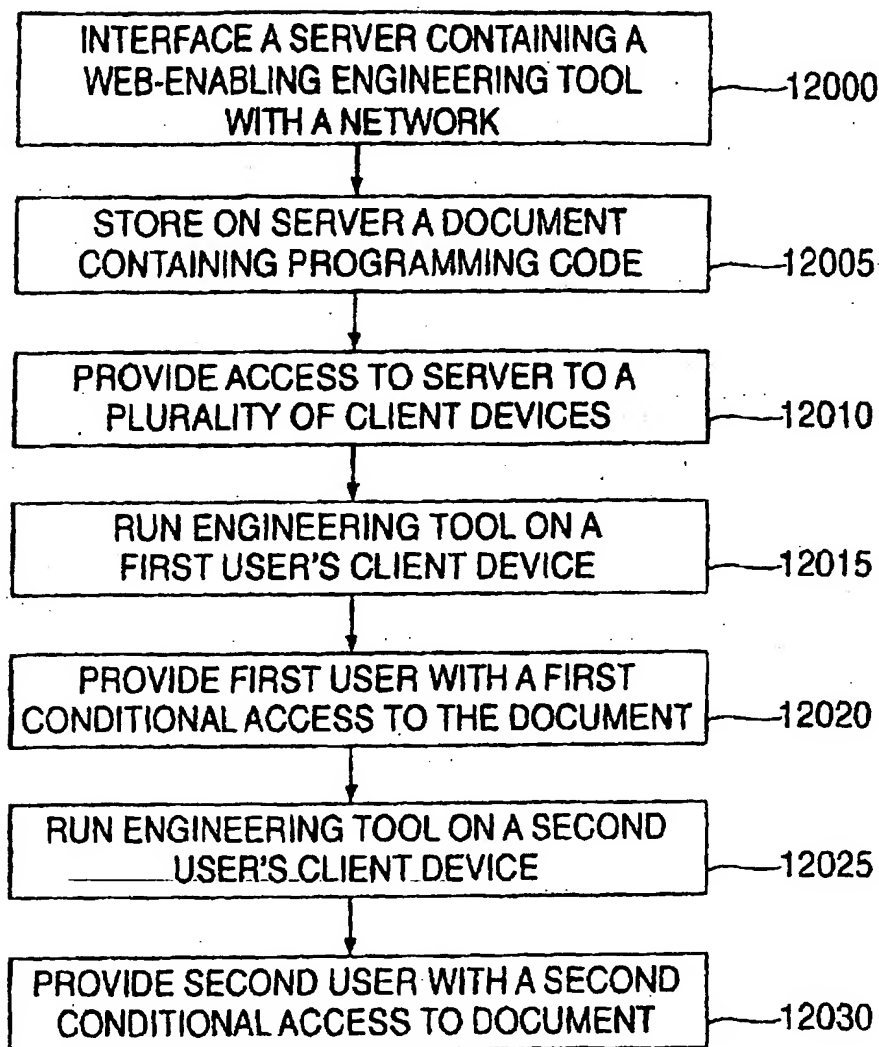 INTERFACE A SERVER CONTAINING A
WEB-ENABLING ENGINEERING TOOL
WITH A NETWORK
12000
STORE ON SERVER A DOCUMENT
CONTAINING PROGRAMMING CODE
12005
PROVIDE ACCESS TO SERVER TO A
PLURALITY OF CLIENT DEVICES
12010
RUN ENGINEERING TOOL ON A
FIRST USER'S CLIENT DEVICE
12015
PROVIDE FIRST USER WITH A FIRST
CONDITIONAL ACCESS TO THE DOCUMENT
12020
RUN ENGINEERING TOOL ON A SECOND
USER'S CLIENT DEVICE
12025
PROVIDE SECOND USER WITH A SECOND
CONDITIONAL ACCESS TO DOCUMENT
12030